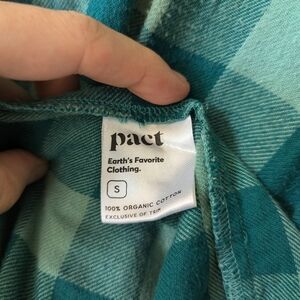 pact
Earth's Favorite
Clothing.
S
100% ORGANIC COTTON
EXCLUSIVE OF TRIM